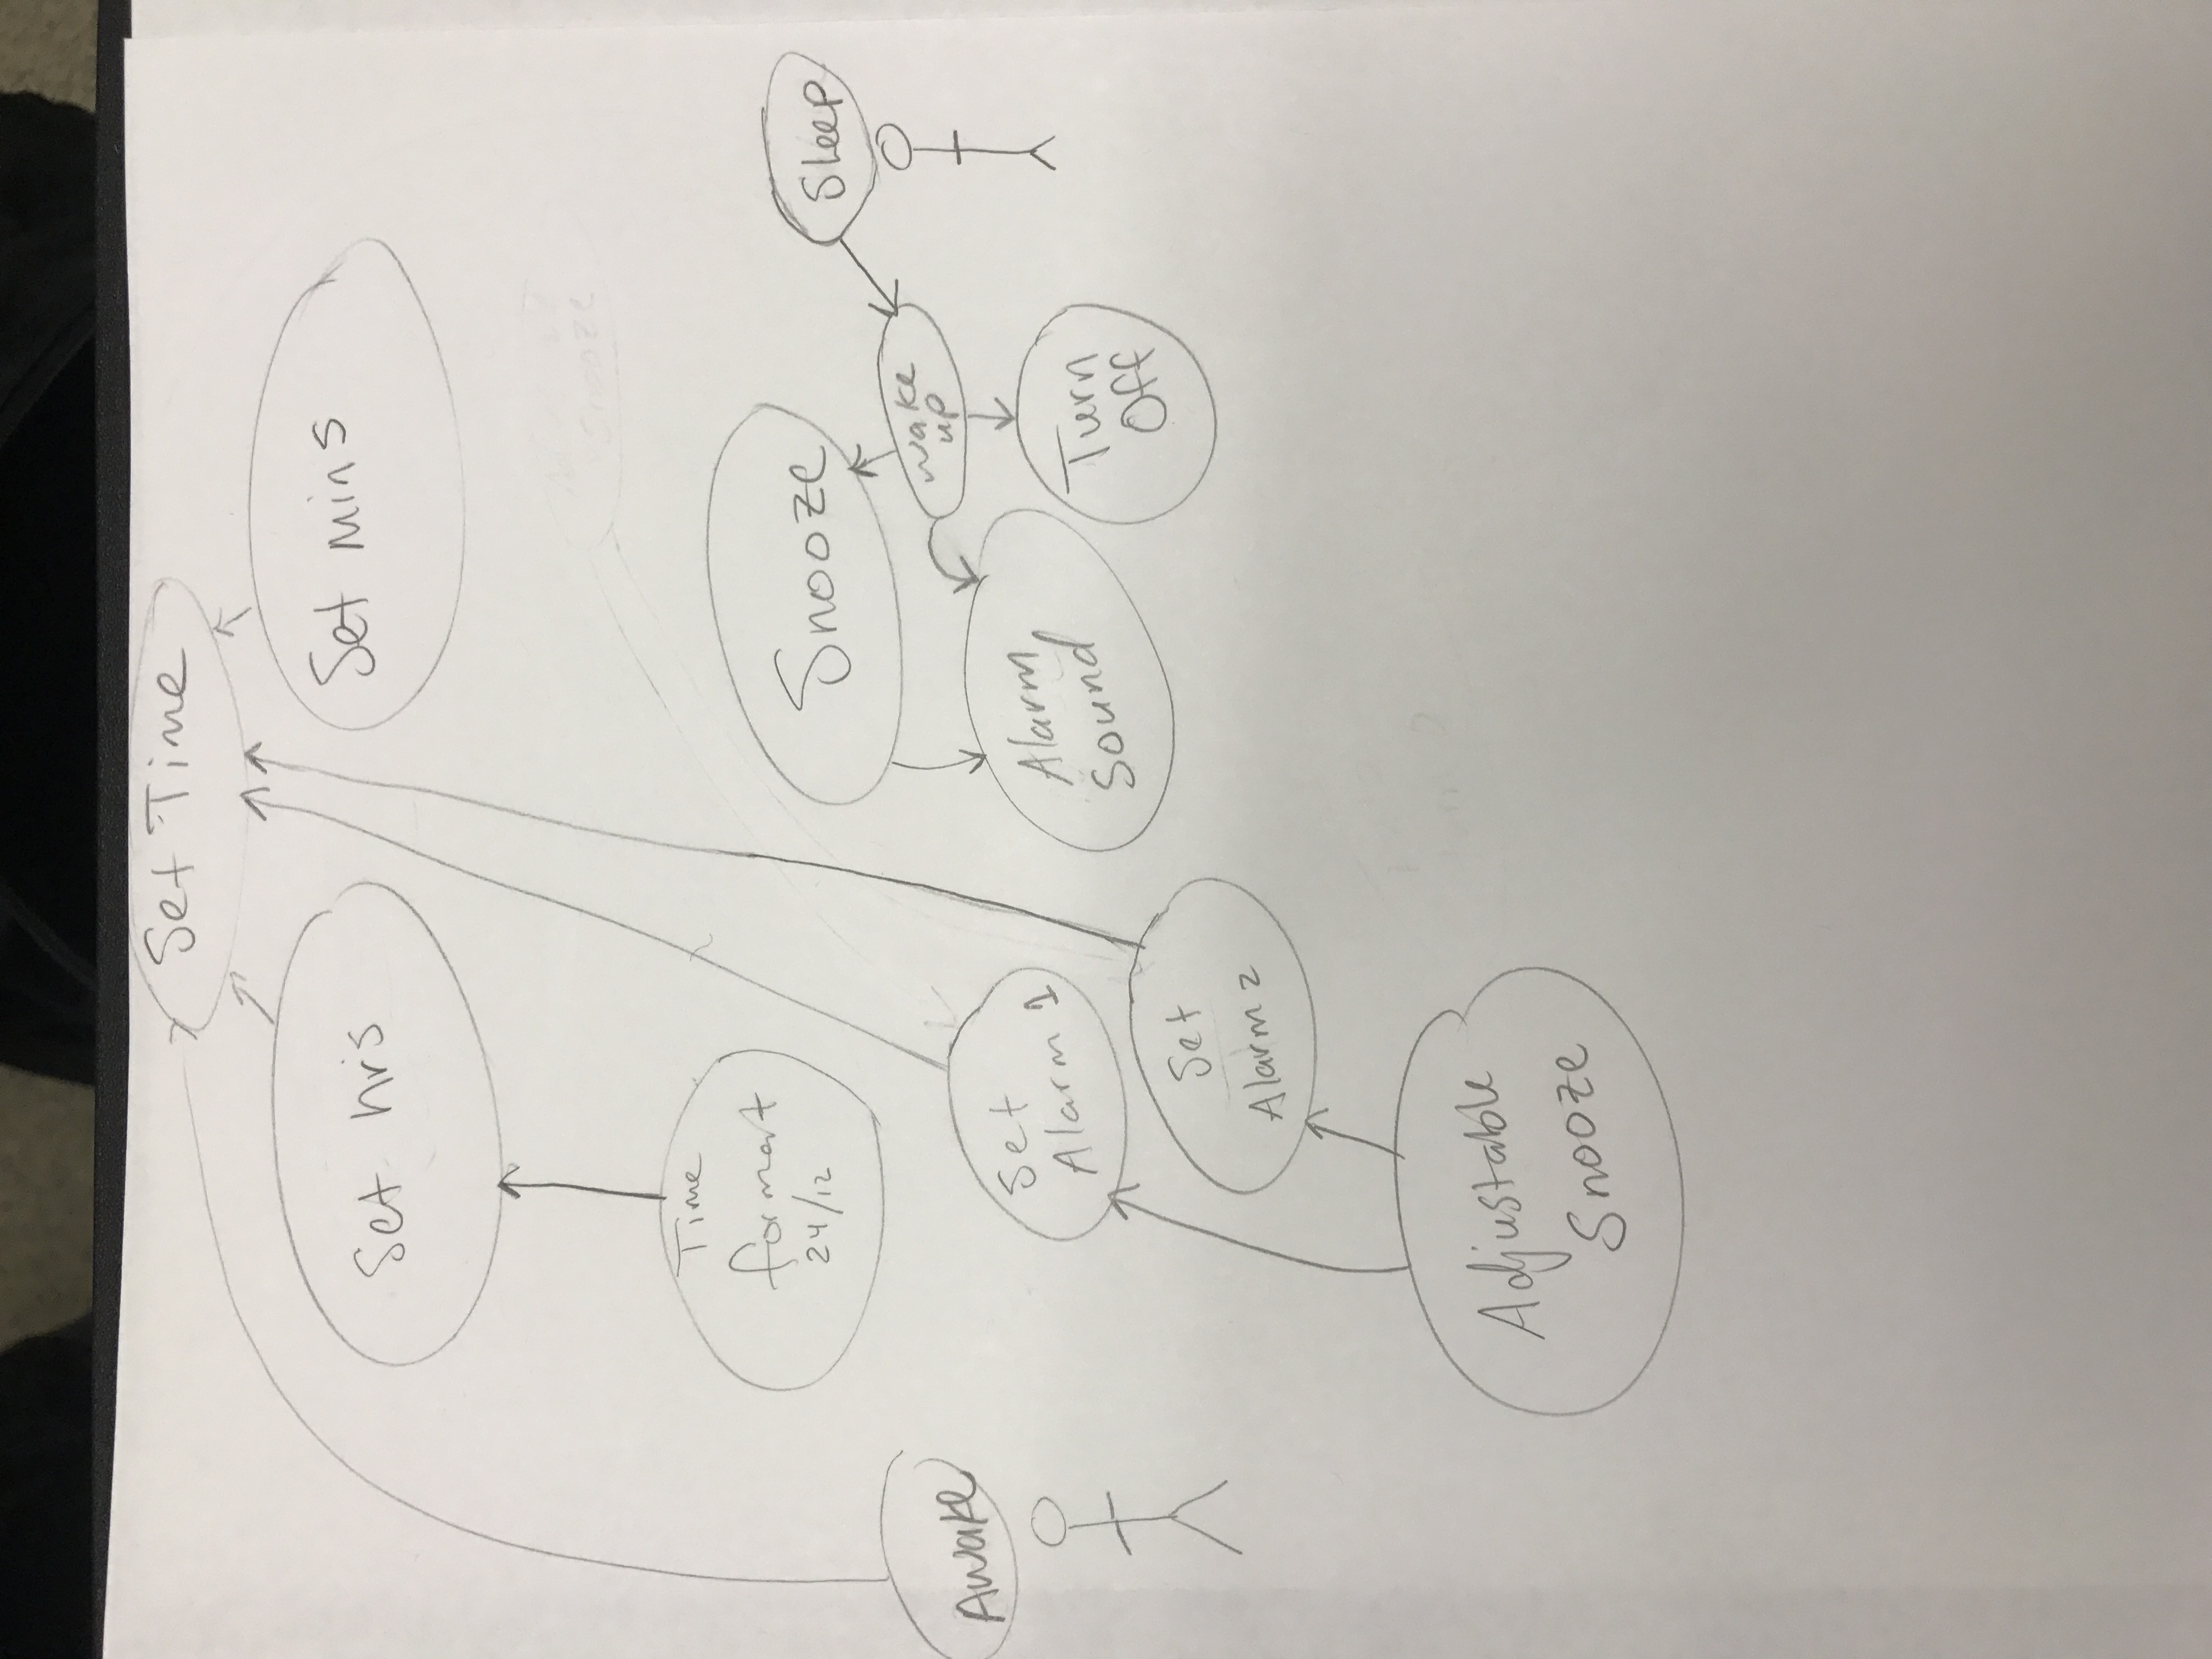 Set Time
Set hrs
Set mins
Snooze
Time
format
24/12
Snooze
Sleep
wake
up
Awake
Set
Alarm 1
Alarm
Sound
Turn
Off
Set
Alarm 2
Adjustable
Snooze